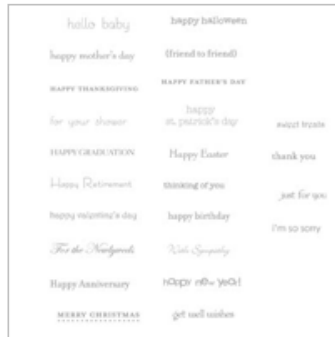 hello baby
happy mother's day
HAPPY THANKSGIVING
for your shower
HAPPY GRADUATION
Happy Retirement
happy valentine's day
For the Newlyweds
Happy Anniversary
MERRY CHRISTMAS
happy halloween
(friend to friend)
HAPPY FATHER'S DAY
happy
st. patrick's day
Happy Easter
thinking of you
happy birthday
With Sympathy
happy new year!
get well wishes
sweet treats
thank you
just for you
I'm so sorry